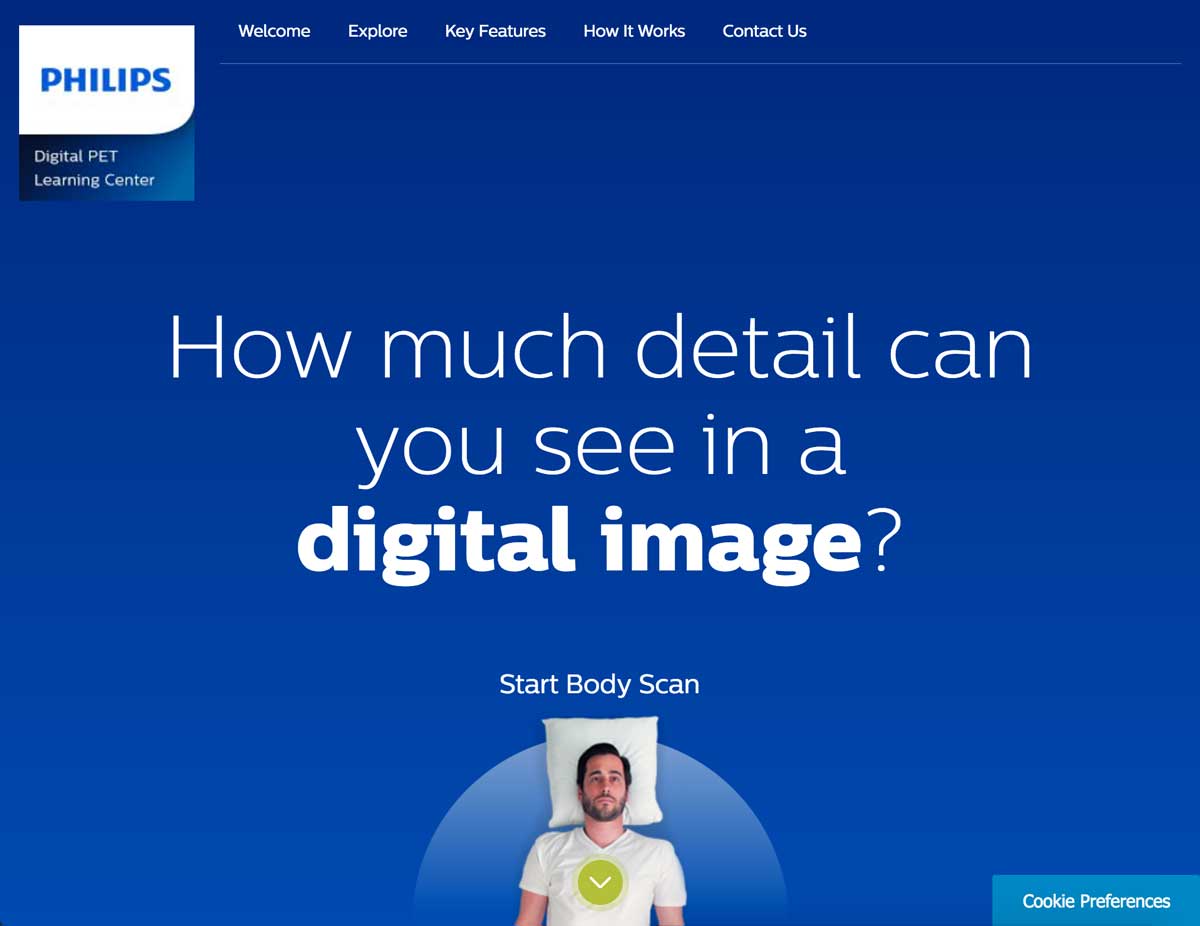 PHILIPS
Digital PET
Learning Center
Welcome Explore Key Features How It Works Contact Us
How much detail can
you see in a
digital image?
Start Body Scan
Cookie Preferences